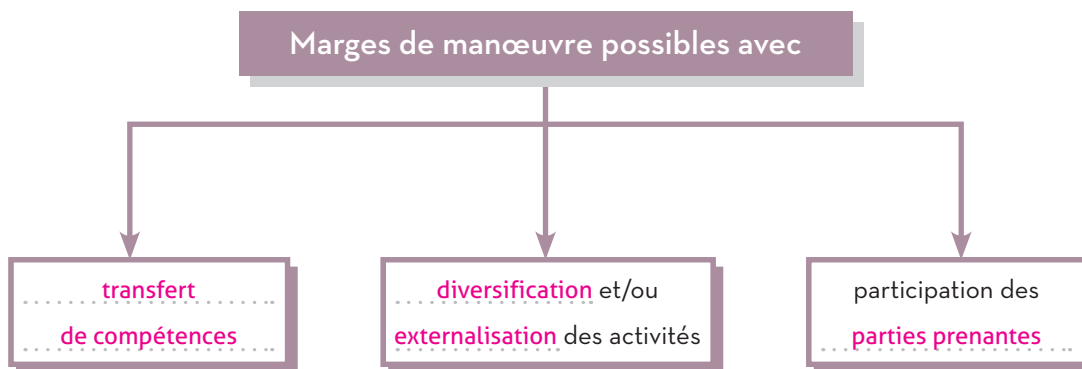 Marges de manœuvre possibles avec
transfert
de compétences
diversification et/ou
externalisation des activités
participation des
parties prenantes